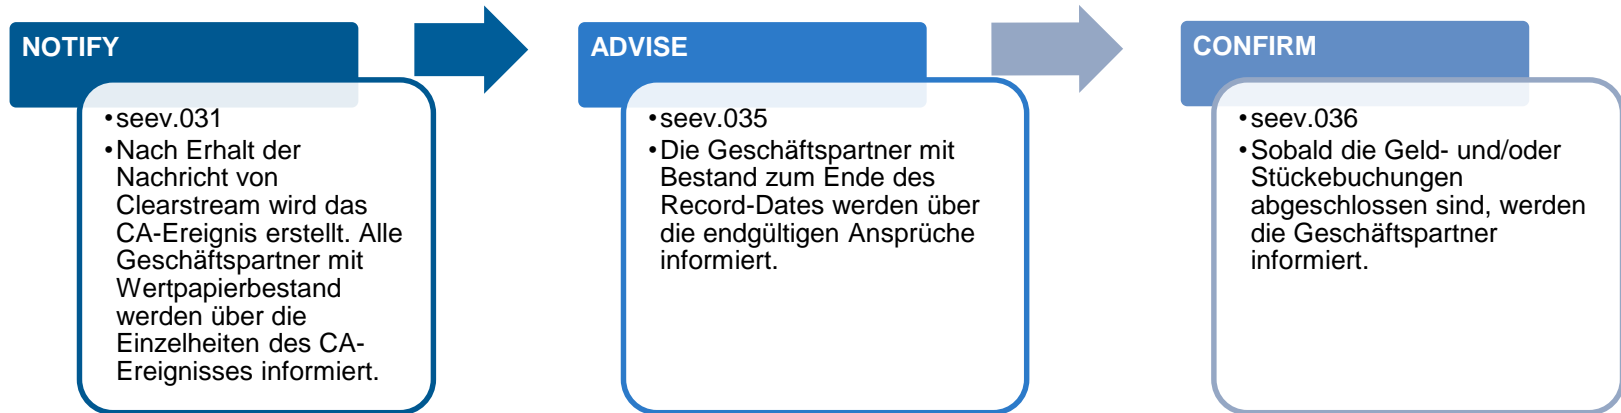 NOTIFY
•seev.031
•Nach Erhalt der
Nachricht von
Clearstream wird das
CA-Ereignis erstellt. Alle
Geschäftspartner mit
Wertpapierbestand
werden über die
Einzelheiten des CA-
Ereignisses informiert.
ADVISE
•seev.035
•Die Geschäftspartner mit
Bestand zum Ende des
Record-Dates werden über
die endgültigen Ansprüche
informiert.
CONFIRM
•seev.036
•Sobald die Geld- und/oder
Stückebuchungen
abgeschlossen sind, werden
die Geschäftspartner
informiert.